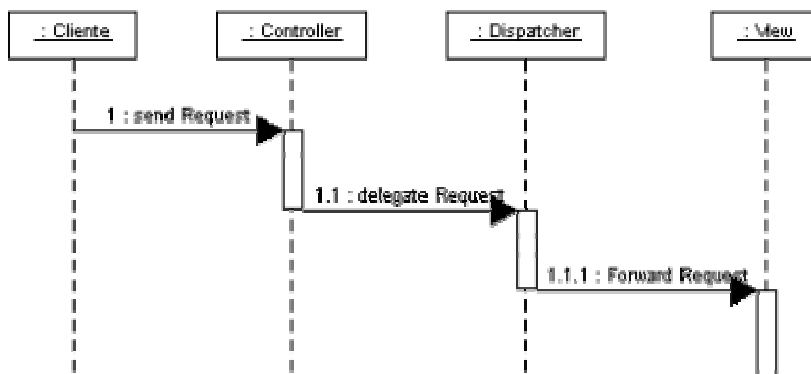 : Cliente
: Controller
: Dispatcher
: View
1 : send Request
1.1 : delegate Request
1.1.1 : Forward Request